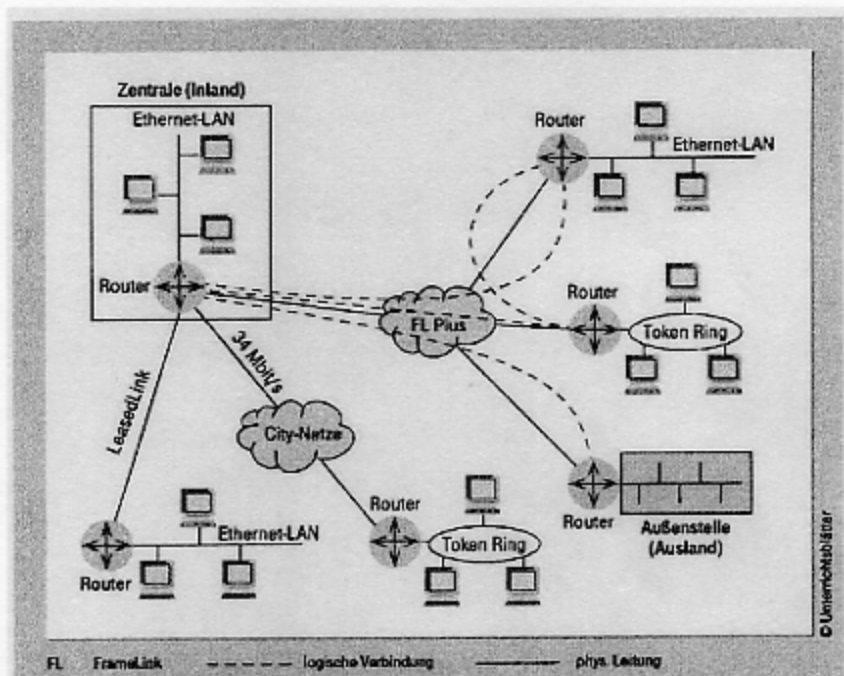 Zentrale (Inland)
Ethernet-LAN
Router
Router
Ethernet-LAN
FL Plus
Router
Token Ring
34 Mbit/s
LeasedLink
City-Netze
Router
Außenstelle
(Ausland)
Router
Ethernet-LAN
Router
Token Ring
© Unterrichtsblätter
FL FrameLink logische Verbindung phys. Leitung